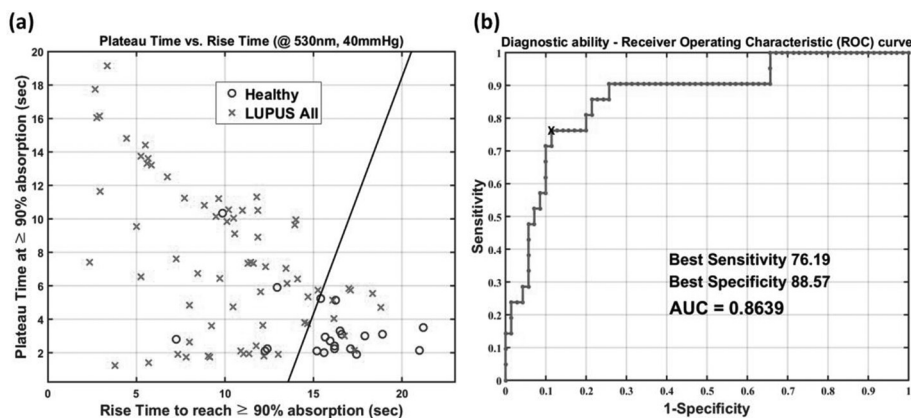 (a)
Plateau Time vs. Rise Time (@ 530nm, 40mmHg)
Plateau Time at ≥ 90% absorption (sec)
20
18
16
14
12
10
8
6
4
2
Healthy
LUPUS All
0
5
10
15
20
Rise Time to reach ≥ 90% absorption (sec)
(b)
Diagnostic ability - Receiver Operating Characteristic (ROC) curve
Sensitivity
1
0.9
0.8
0.7
0.6
0.5
0.4
0.3
0.2
0.1
0
X
Best Sensitivity 76.19
Best Specificity 88.57
AUC = 0.8639
0
0.1
0.2
0.3
0.4
0.5
0.6
0.7
0.8
0.9
1
1-Specificity